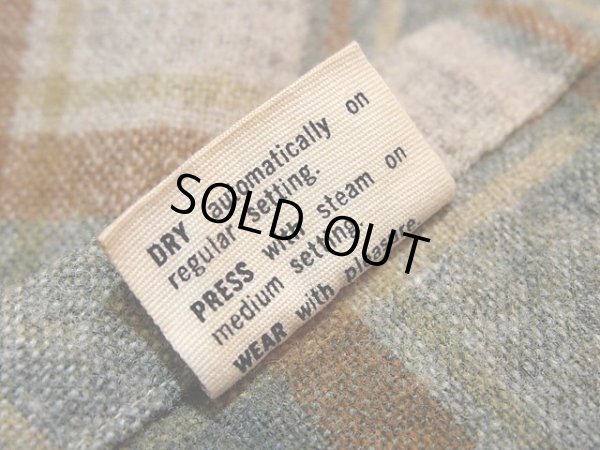 DRY automatically on
regular setting.
PRESS with steam on
medium setting.
WEAR with pleasure.
SOLD OUT